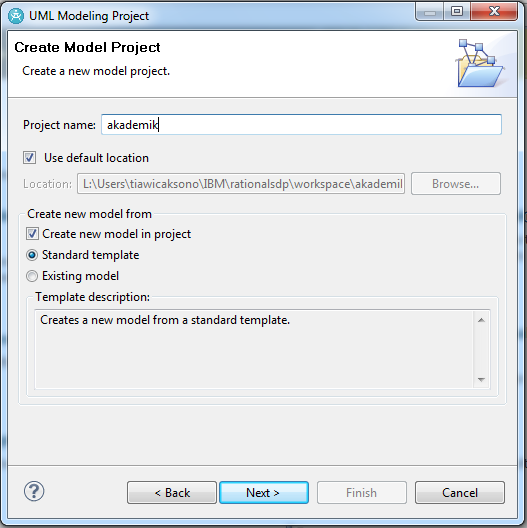 UML Modeling Project
Create Model Project
Create a new model project.
Project name: akademik
Use default location
Location: L:\Users\tiawicaksono\IBM\rationalsdp\workspace\akademil Browse...
Create new model from
Create new model in project
Standard template
Existing model
Template description:
Creates a new model from a standard template.
? < Back Next > Finish Cancel